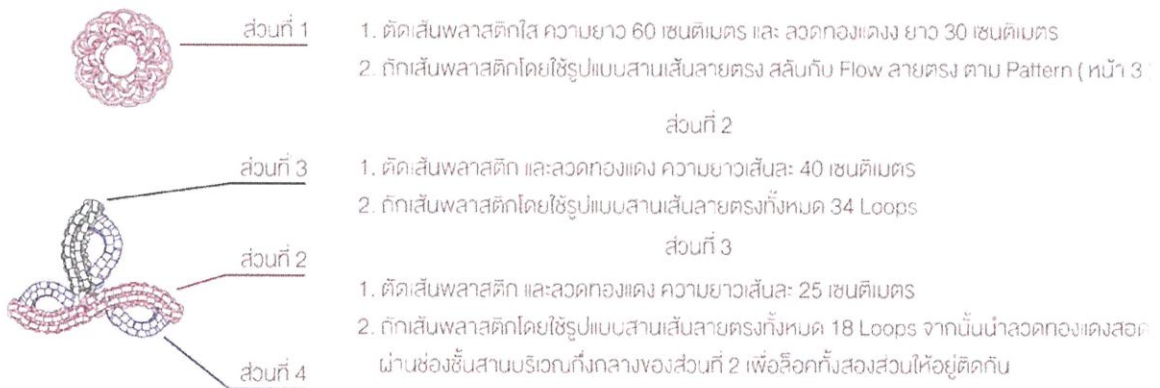 ส่วนที่ 1
1. ตัดเส้นพลาสติกใส ความยาว 60 เซนติเมตร และ ลวดทองแดงง ยาว 30 เซนติเมตร
2. ถักเส้นพลาสติกโดยใช้รูปแบบสานเส้นลายตรง สลับกับ Flow ลายตรง ตาม Pattern ( หน้า 3
ส่วนที่ 2
ส่วนที่ 3
1. ตัดเส้นพลาสติก และลวดทองแดง ความยาวเส้นละ 40 เซนติเมตร
2. ถักเส้นพลาสติกโดยใช้รูปแบบสานเส้นลายตรงทั้งหมด 34 Loops
ส่วนที่ 3
ส่วนที่ 2
1. ตัดเส้นพลาสติก และลวดทองแดง ความยาวเส้นละ 25 เซนติเมตร
2. ถักเส้นพลาสติกโดยใช้รูปแบบสานเส้นลายตรงทั้งหมด 18 Loops จากนั้นนำลวดทองแดงสอด
ผ่านช่องชั้นสานบริเวณกึ่งกลางของส่วนที่ 2 เพื่อล็อคทั้งสองส่วนให้อยู่ติดกัน
ส่วนที่ 4